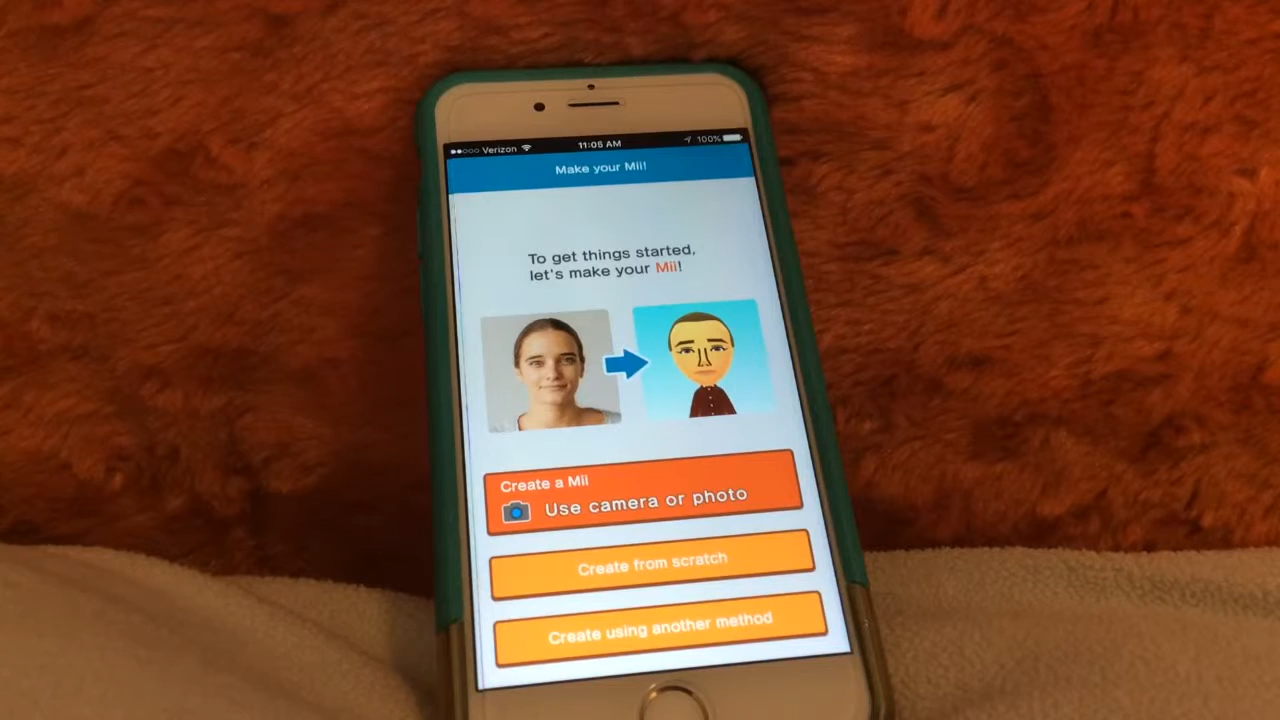 Verizon 11:05 AM 100%
Make your Mii!
To get things started,
let's make your Mii!
Create a Mii
Use camera or photo
Create from scratch
Create using another method